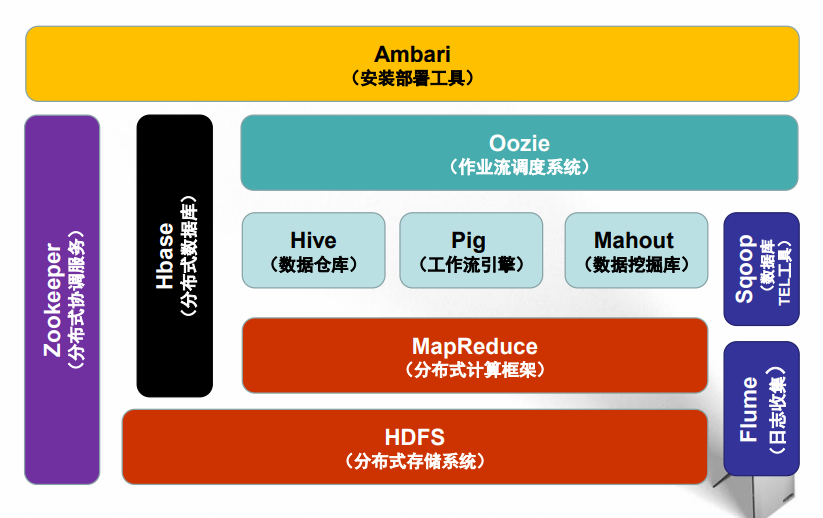 Ambari
（安装部署工具）
Zookeeper
（分布式协调服务）
Hbase
（分布式数据库）
Oozie
（作业流调度系统）
Hive
（数据仓库）
Pig
（工作流引擎）
Mahout
（数据挖掘库）
Sqoop
（数据库
TEL工具）
MapReduce
（分布式计算框架）
Flume
（日志收集）
HDFS
（分布式存储系统）